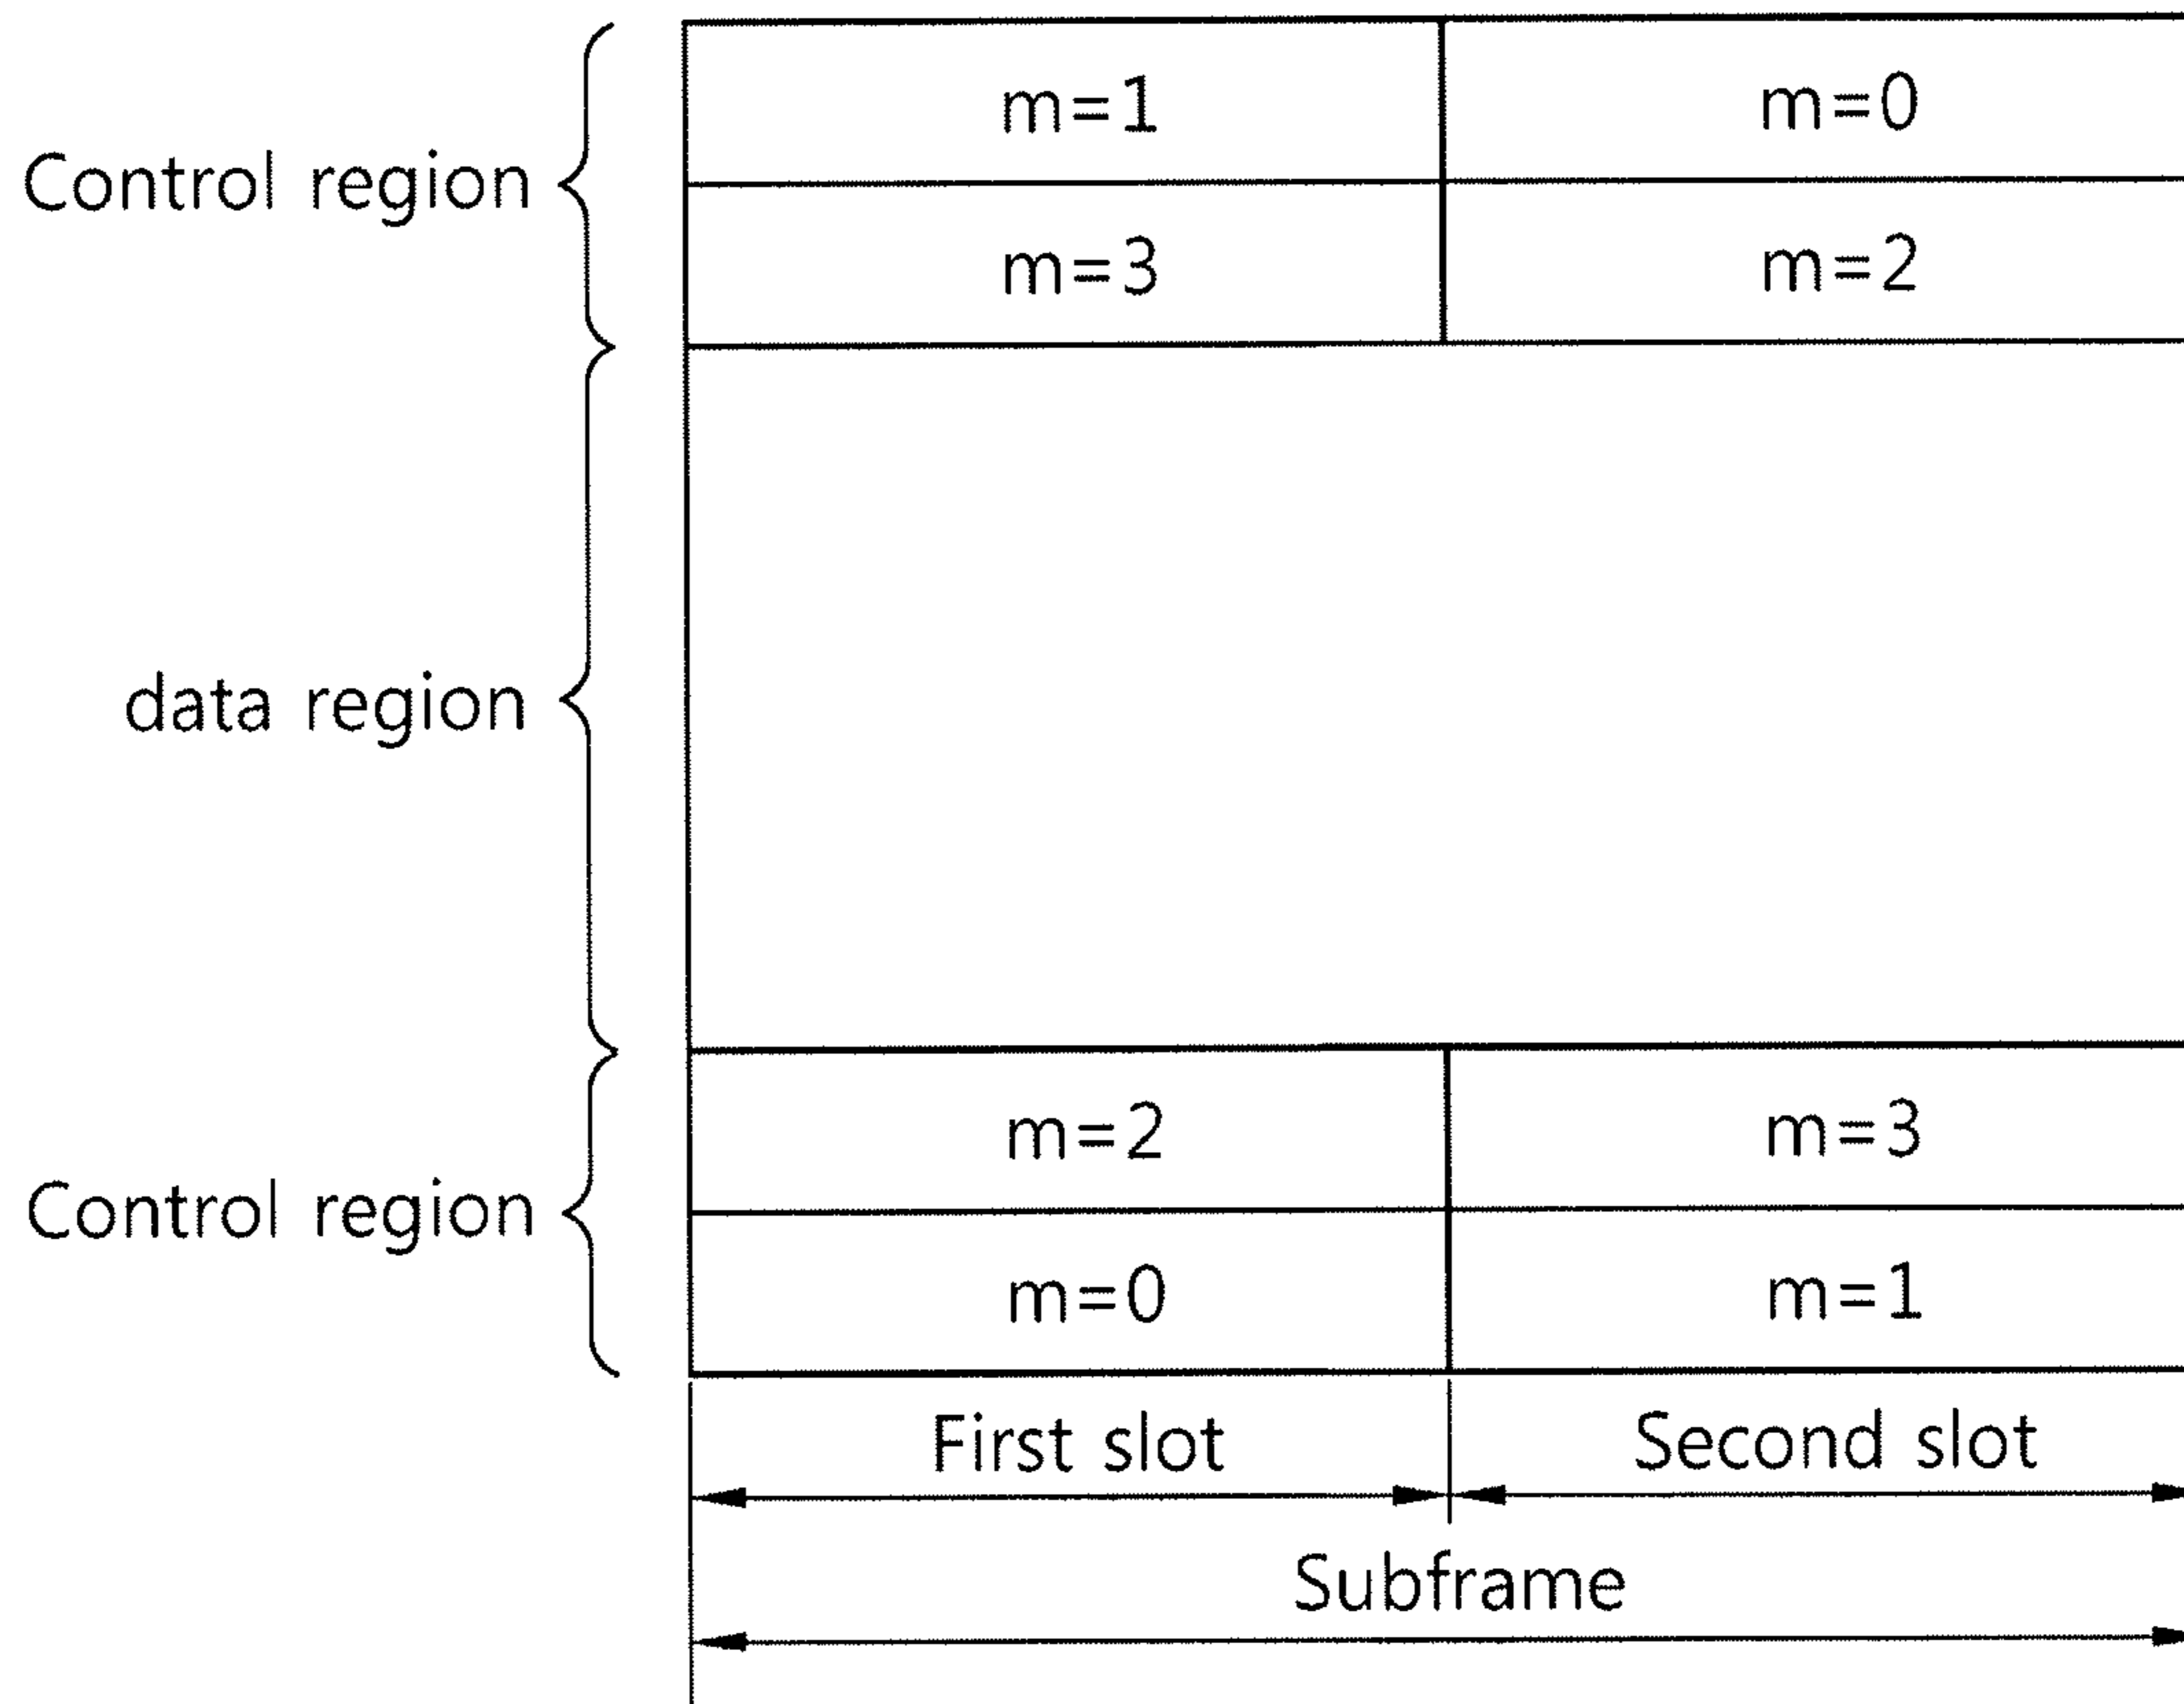 m=1 m=0
Control region
m=3 m=2
data region
m=2 m=3
Control region
m=0 m=1
First slot Second slot
Subframe